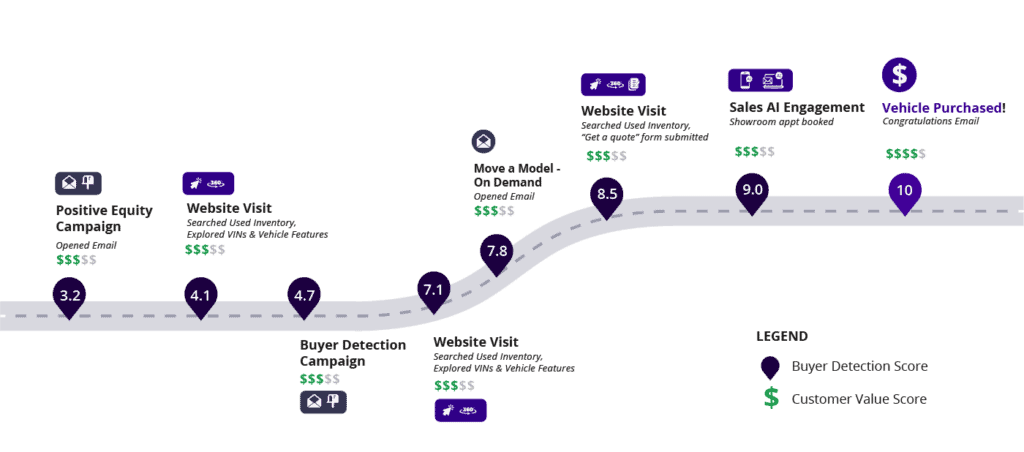 Positive Equity
Campaign
Opened Email
$$$$$
3.2
360
Website Visit
Searched Used Inventory,
Explored VINs & Vehicle Features
$$$$$
4.1
4.7
Buyer Detection
Campaign
$$$$$
7.1
Website Visit
Searched Used Inventory,
Explored VINs & Vehicle Features
$$$$$
360
Move a Model -
On Demand
Opened Email
$$$$$
7.8
360
Website Visit
Searched Used Inventory,
“Get a quote” form submitted
$$$$$
8.5
Sales AI Engagement
Showroom appt booked
$$$$$
9.0
$
Vehicle Purchased!
Congratulations Email
$$$$$
10
LEGEND
Buyer Detection Score
$ Customer Value Score